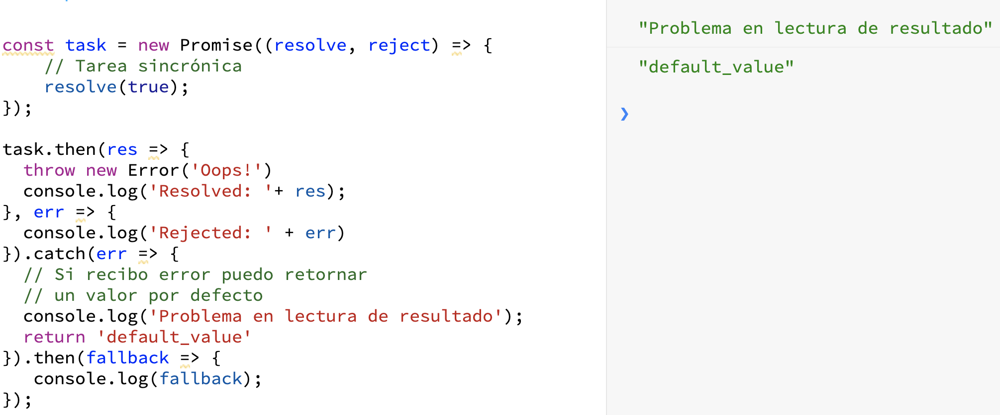 const task = new Promise((resolve, reject) => {
    // Tarea sincrónica
    resolve(true);
});

task.then(res => {
  throw new Error('Oops!')
  console.log('Resolved: '+ res);
}, err => {
  console.log('Rejected: ' + err)
}).catch(err => {
  // Si recibo error puedo retornar
  // un valor por defecto
  console.log('Problema en lectura de resultado');
  return 'default_value'
}).then(fallback => {
   console.log(fallback);
});
"Problema en lectura de resultado"
"default_value"
❯